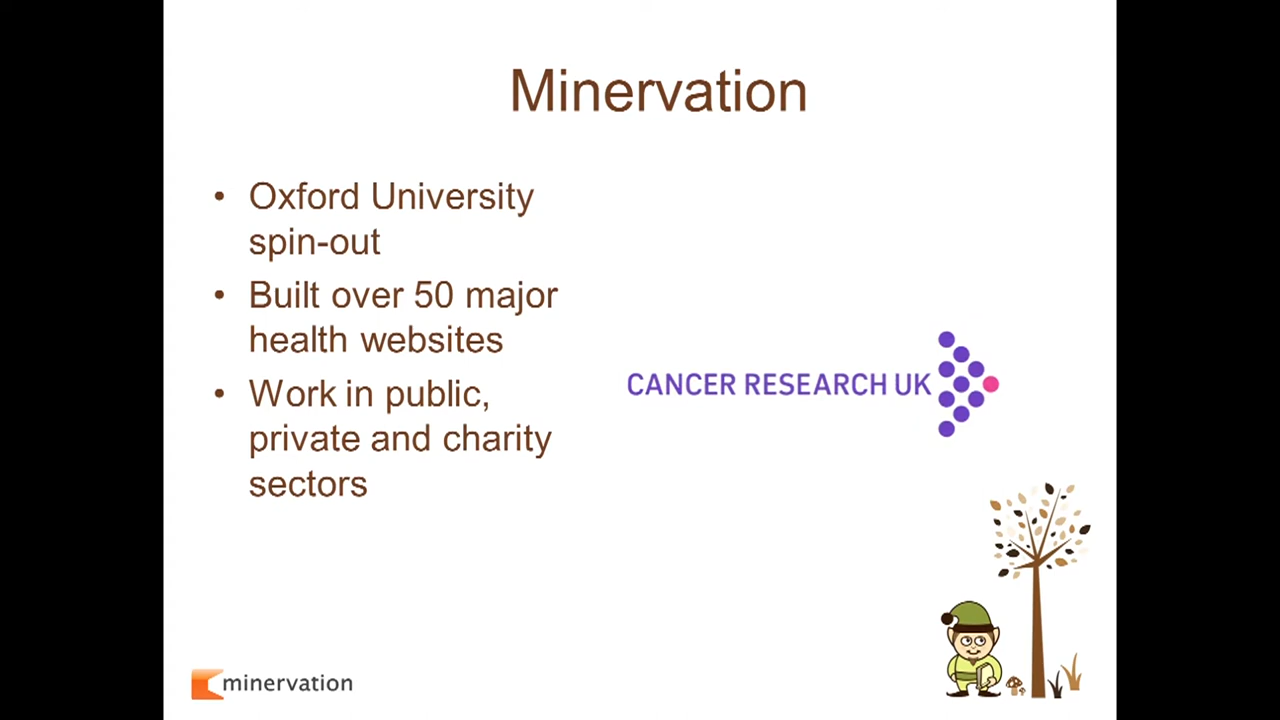 Minervation
• Oxford University
spin-out
• Built over 50 major
health websites
• Work in public,
private and charity
sectors
CANCER RESEARCH UK
minervation